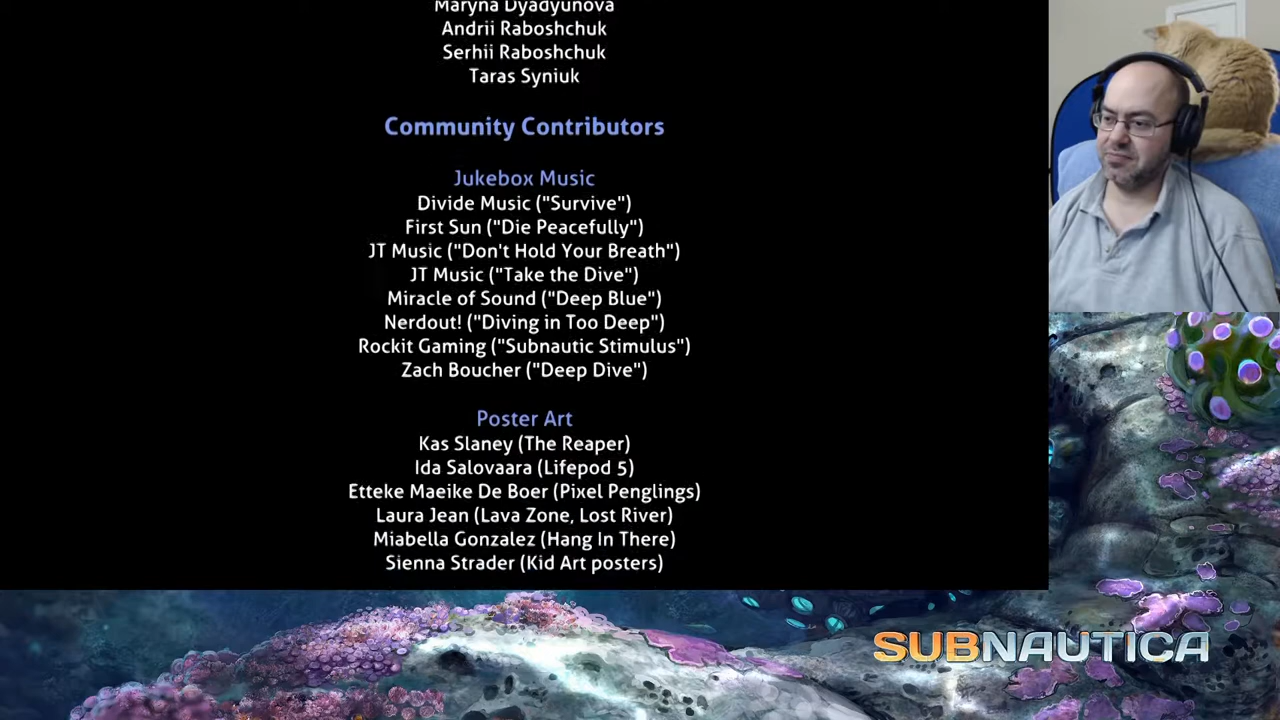 Maryna Dyadyunova
Andrii Raboshchuk
Serhii Raboshchuk
Taras Syniuk
Community Contributors
Jukebox Music
Divide Music ("Survive")
First Sun ("Die Peacefully")
JT Music ("Don't Hold Your Breath")
JT Music ("Take the Dive")
Miracle of Sound ("Deep Blue")
Nerdout! ("Diving in Too Deep")
Rockit Gaming ("Subnautic Stimulus")
Zach Boucher ("Deep Dive")
Poster Art
Kas Slaney (The Reaper)
Ida Salovaara (Lifepod 5)
Etteke Maeike De Boer (Pixel Penglings)
Laura Jean (Lava Zone, Lost River)
Miabella Gonzalez (Hang In There)
Sienna Strader (Kid Art posters)
SUBNAUTICA